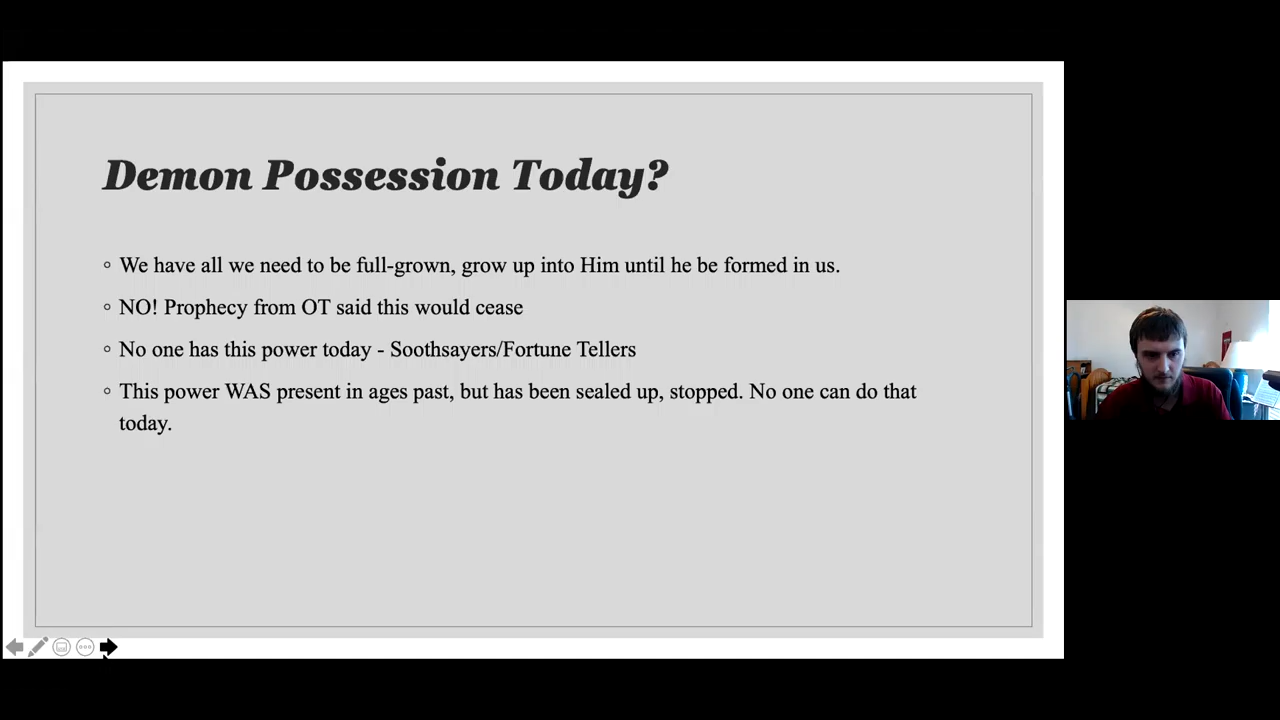 Demon Possession Today?
We have all we need to be full-grown, grow up into Him until he be formed in us.
NO! Prophecy from OT said this would cease
No one has this power today - Soothsayers/Fortune Tellers
This power WAS present in ages past, but has been sealed up, stopped. No one can do that
today.